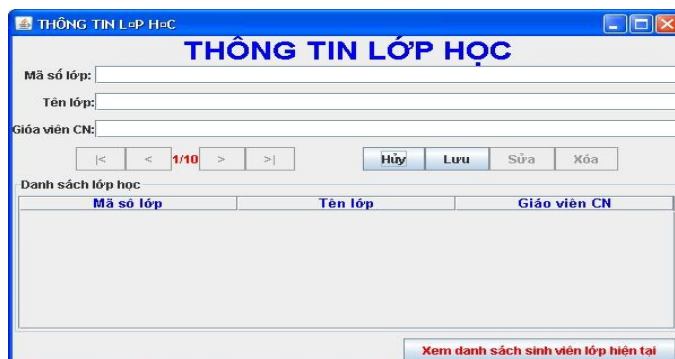 THÔNG TIN L¤P H¤C
THÔNG TIN LỚP HỌC
Mã số lớp:
Tên lớp:
Gióa viên CN:
|< < 1/10 > >| Hủy Lưu Sửa Xóa
Danh sách lớp học
Mã số lớp Tên lớp Giáo viên CN
Xem danh sách sinh viên lớp hiện tại